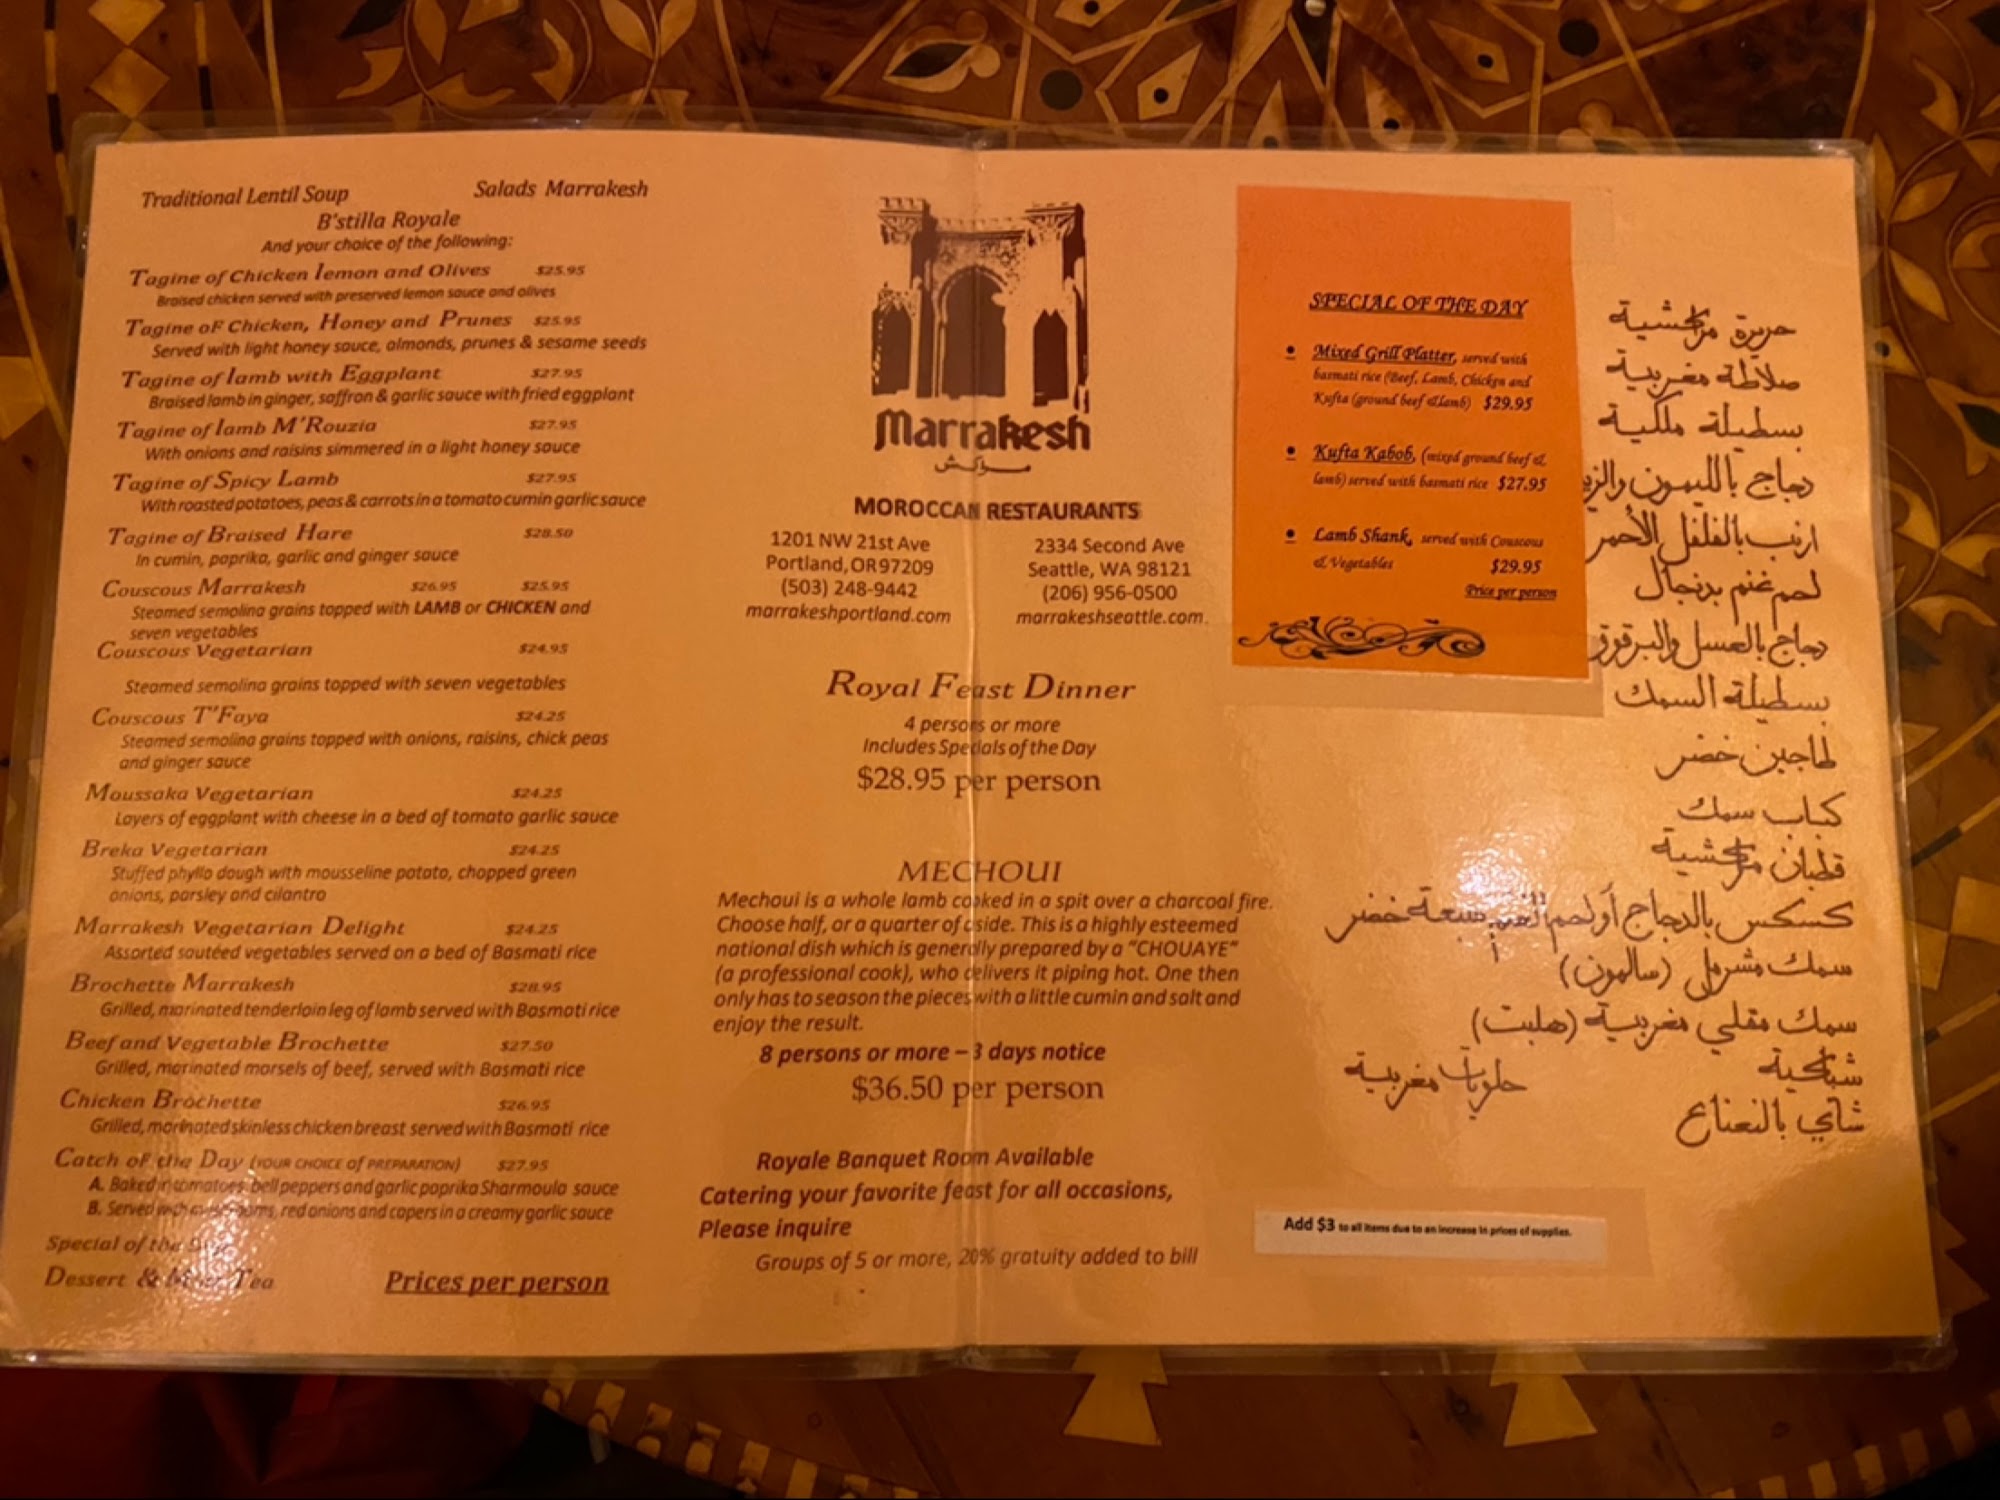 Traditional Lentil Soup Salads Marrakesh
B'stilla Royale
And your choice of the following:
Tagine of Chicken lemon and Olives $25.95
Braised chicken served with preserved lemon sauce and olives
Tagine oF Chicken, Honey and Prunes $25.95
Served with light honey sauce, almonds, prunes & sesame seeds
Tagine of lamb with Eggplant $27.95
Braised lamb in ginger, saffron & garlic sauce with fried eggplant
Tagine of lamb M'Rouzia $27.95
With onions and raisins simmered in a light honey sauce
Tagine of Spicy Lamb $27.95
With roasted potatoes, peas & carrots in a tomato cumin garlic sauce
Tagine of Braised Hare $28.50
In cumin, paprika, garlic and ginger sauce
Couscous Marrakesh $26.95 $25.95
Steamed semolina grains topped with LAMB or CHICKEN and
seven vegetables
Couscous Vegetarian $24.95
Steamed semolina grains topped with seven vegetables
Couscous T'Faya $24.25
Steamed semolina grains topped with onions, raisins, chick peas
and ginger sauce
Moussaka Vegetarian $24.25
Layers of eggplant with cheese in a bed of tomato garlic sauce
Breka Vegetarian $24.25
Stuffed phyllo dough with mousseline potato, chopped green
onions, parsley and cilantro
Marrakesh Vegetarian Delight $24.25
Assorted sautéed vegetables served on a bed of Basmati rice
Brochette Marrakesh $28.95
Grilled, marinated tenderloin leg of lamb served with Basmati rice
Beef and Vegetable Brochette $27.50
Grilled, marinated morsels of beef, served with Basmati rice
Chicken Brochette $26.95
Grilled, marinated skinless chicken breast served with Basmati rice
Catch of the Day (YOUR CHOICE of PREPARATION) $27.95
A. Baked in tomatoes, bell peppers and garlic paprika Sharmoula sauce
B. Served with red onions and capers in a creamy garlic sauce
Special of the Day
Dessert & Mint Tea Prices per person
Marrakesh
مراكش
MOROCCAN RESTAURANTS
1201 NW 21st Ave
Portland, OR 97209
(503) 248-9442
marrakeshportland.com
2334 Second Ave
Seattle, WA 98121
(206) 956-0500
marrakeshseattle.com
Royal Feast Dinner
4 persons or more
Includes Specials of the Day
$28.95 per person
MECHOUI
Mechoui is a whole lamb cooked in a spit over a charcoal fire.
Choose half, or a quarter of a side. This is a highly esteemed
national dish which is generally prepared by a "CHOUAYE"
(a professional cook), who delivers it piping hot. One then
only has to season the pieces with a little cumin and salt and
enjoy the result.
8 persons or more – 3 days notice
$36.50 per person
Royale Banquet Room Available
Catering your favorite feast for all occasions,
Please inquire
Groups of 5 or more, 20% gratuity added to bill
SPECIAL OF THE DAY
• Mixed Grill Platter, served with
basmati rice (Beef, Lamb, Chicken and
Kufta (ground beef &lamb) $29.95
• Kufta Kabob, (mixed ground beef &
lamb) served with basmati rice $27.95
• Lamb Shank, served with Couscous
& Vegetables $29.95
Price per person
حريرة مراكشية
صلاطة مغربية
بسطيلة ملكية
دجاج بالليمون والزي
ارنب بالفلفل الأحمر
لحم غنم بدنجال
دجاج بالعسل والبرقوق
بسطيلة السمك
طاجين خضر
كباب سمك
قطبان مراكشية
كسكس بالدجاج أو لحم الغنم بسبعة خضر
سمك مشرمل (سالمون)
سمك مقلي مغربية (هلبت)
شباكية
حلويات مغربية
شاي بالنعناع
Add $3 to all items due to an increase in prices of supplies.